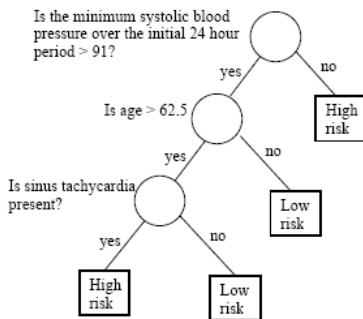 Is the minimum systolic blood
pressure over the initial 24 hour
period > 91?
yes
no
Is age > 62.5
High
risk
yes
no
Is sinus tachycardia
present?
Low
risk
yes
no
High
risk
Low
risk